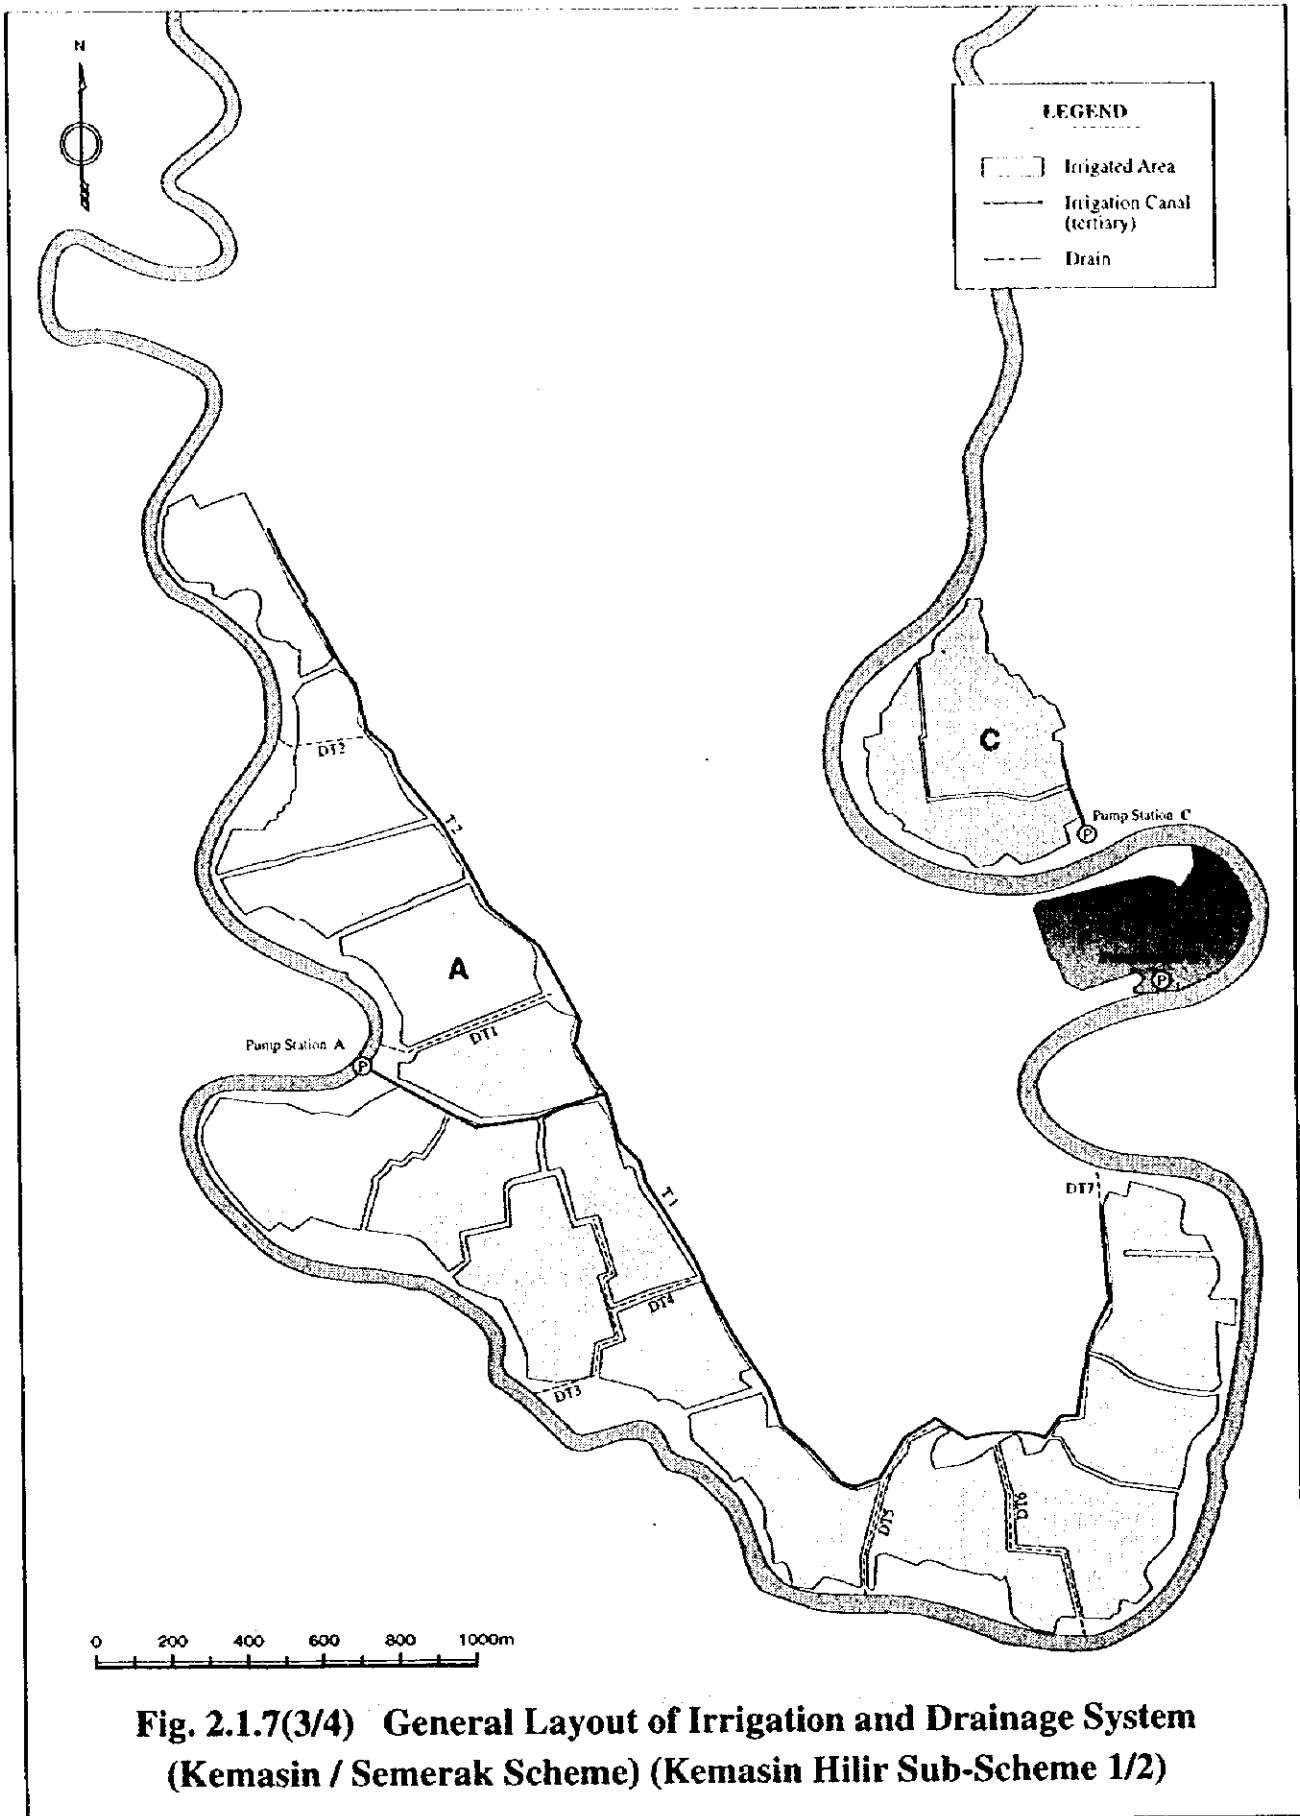 N
LEGEND
Irrigated Area
Irrigation Canal
(tertiary)
Drain
DT2
T2
C
Pump Station C
P
A
P
DT1
Pump Station A
P
T1
DT7
DT4
DT3
DT5
DT6
0 200 400 600 800 1000m
Fig. 2.1.7(3/4) General Layout of Irrigation and Drainage System
(Kemasin / Semerak Scheme) (Kemasin Hilir Sub-Scheme 1/2)